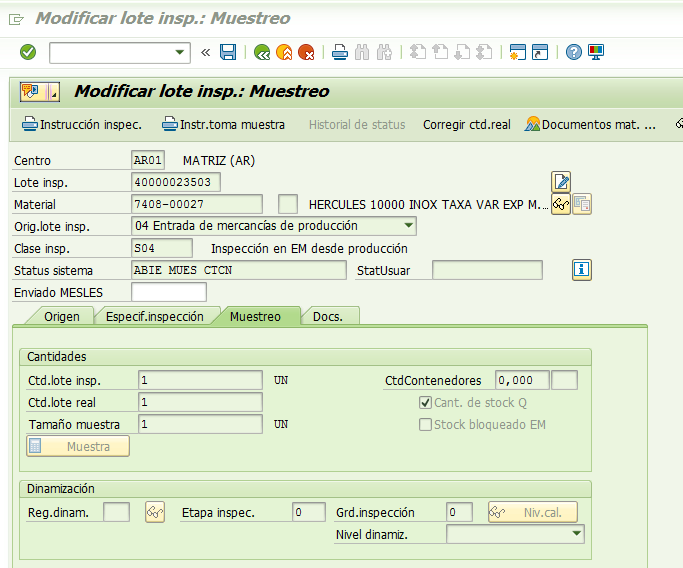 Modificar lote insp.: Muestreo
Modificar lote insp.: Muestreo
Instrucción inspec. Instr.toma muestra Historial de status Corregir ctd.real Documentos mat. ...
Centro AR01 MATRIZ (AR)
Lote insp. 40000023503
Material 7408-00027 HERCULES 10000 INOX TAXA VAR EXP M...
Orig.lote insp. 04 Entrada de mercancías de producción
Clase insp. S04 Inspección en EM desde producción
Status sistema ABIE MUES CTCN StatUsuar
Enviado MESLES
Origen Especif.inspección Muestreo Docs.
Cantidades
Ctd.lote insp. 1 UN CtdContenedores 0,000
Ctd.lote real 1 Cant. de stock Q
Tamaño muestra 1 UN Stock bloqueado EM
Muestra
Dinamización
Reg.dinam. Etapa inspec. 0 Grd.inspección 0 Niv.cal.
Nivel dinamiz.